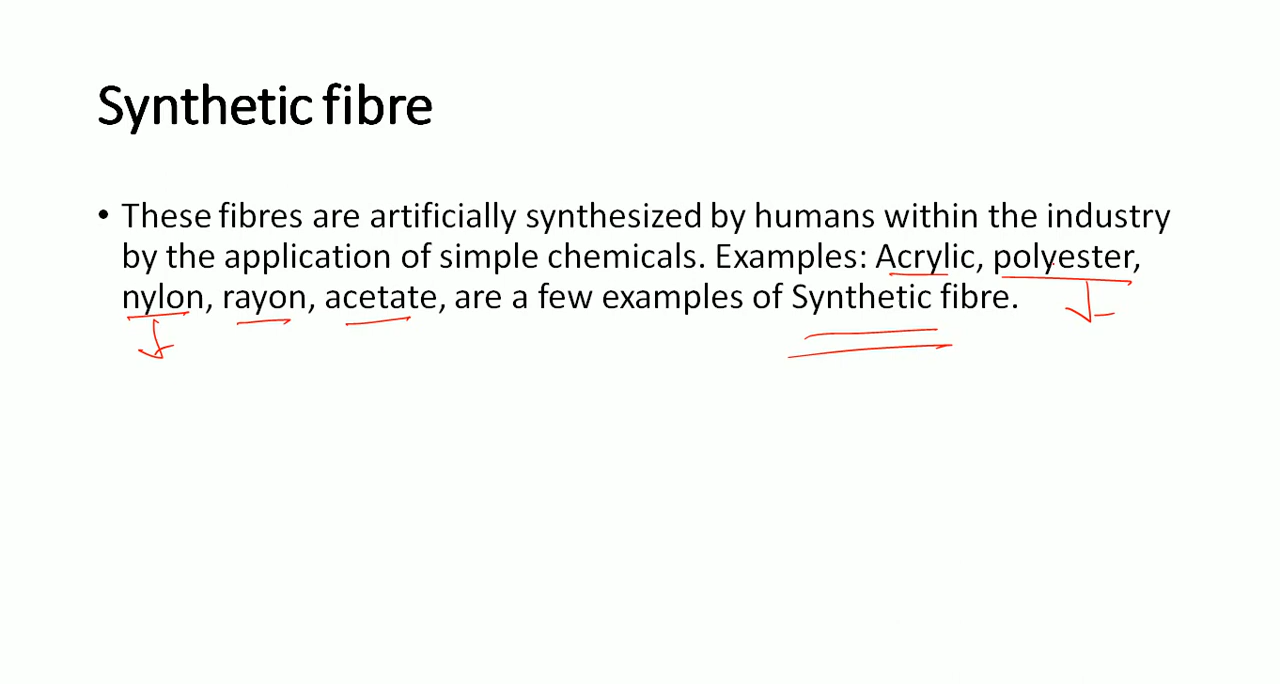 Synthetic fibre
• These fibres are artificially synthesized by humans within the industry
by the application of simple chemicals. Examples: Acrylic, polyester,
nylon, rayon, acetate, are a few examples of Synthetic fibre.